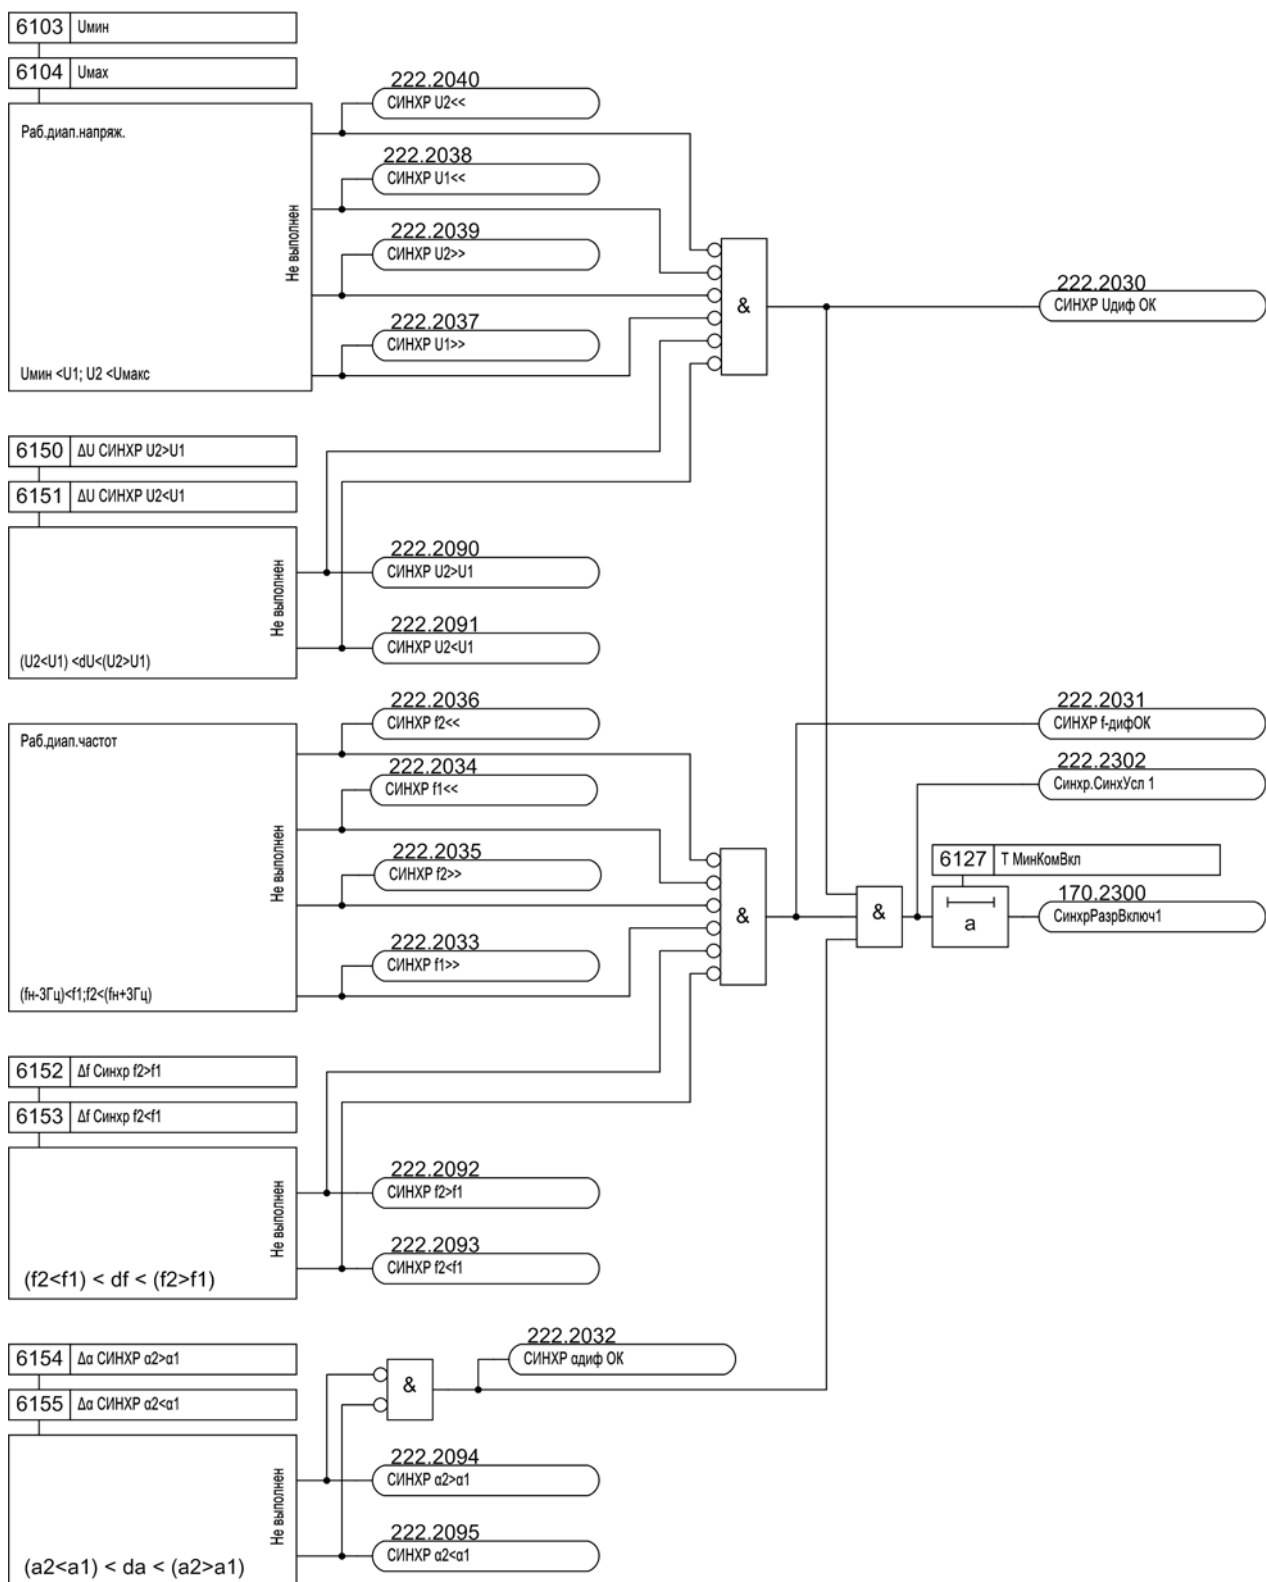 6103 Uмин
6104 Uмах
Раб.диап.напряж.
Не выполнен
Uмин <U1; U2 <Uмакс
222.2040
СИНХР U2<<
222.2038
СИНХР U1<<
222.2039
СИНХР U2>>
222.2037
СИНХР U1>>
&
222.2030
СИНХР Uдиф ОК
6150 ΔU СИНХР U2>U1
6151 ΔU СИНХР U2<U1
Не выполнен
(U2<U1) <dU<(U2>U1)
222.2090
СИНХР U2>U1
222.2091
СИНХР U2<U1
Раб.диап.частот
Не выполнен
(fн-3Гц)<f1;f2<(fн+3Гц)
222.2036
СИНХР f2<<
222.2034
СИНХР f1<<
222.2035
СИНХР f2>>
222.2033
СИНХР f1>>
&
222.2031
СИНХР f-дифОК
222.2302
Синхр.СинхУсл 1
&
6127 Т МинКомВкл
a
170.2300
СинхрРазрВключ1
6152 Δf Синхр f2>f1
6153 Δf Синхр f2<f1
Не выполнен
(f2<f1) < df < (f2>f1)
222.2092
СИНХР f2>f1
222.2093
СИНХР f2<f1
6154 Δα СИНХР α2>α1
6155 Δα СИНХР α2<α1
Не выполнен
(a2<a1) < da < (a2>a1)
&
222.2032
СИНХР αдиф ОК
222.2094
СИНХР α2>α1
222.2095
СИНХР α2<α1